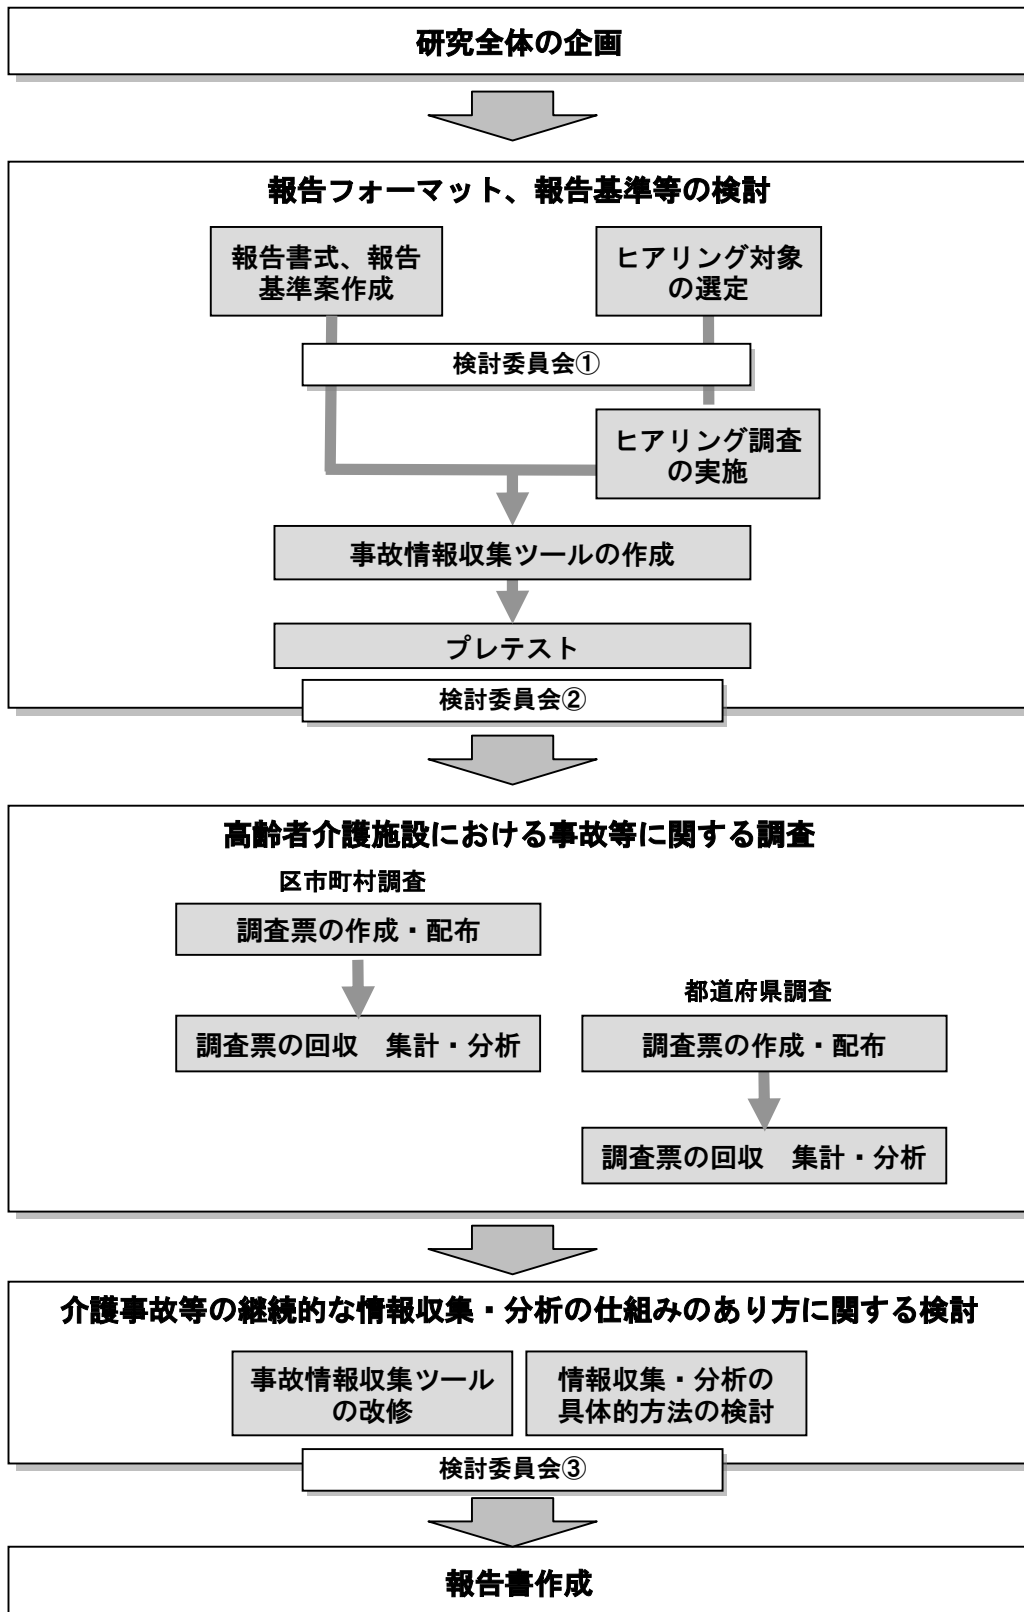 研究全体の企画
報告フォーマット、報告基準等の検討
報告書式、報告
基準案作成
ヒアリング対象
の選定
検討委員会①
ヒアリング調査
の実施
事故情報収集ツールの作成
プレテスト
検討委員会②
高齢者介護施設における事故等に関する調査
区市町村調査
調査票の作成・配布
調査票の回収　集計・分析
都道府県調査
調査票の作成・配布
調査票の回収　集計・分析
介護事故等の継続的な情報収集・分析の仕組みのあり方に関する検討
事故情報収集ツール
の改修
情報収集・分析の
具体的方法の検討
検討委員会③
報告書作成